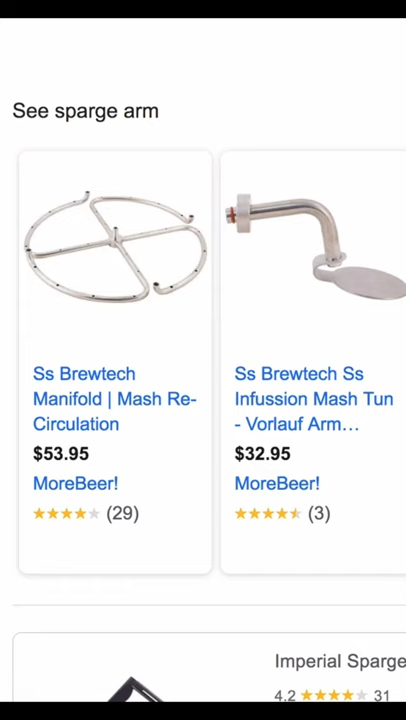 See sparge arm
Ss Brewtech
Manifold | Mash Re-
Circulation
$53.95
MoreBeer!
(29)
Ss Brewtech Ss
Infussion Mash Tun
- Vorlauf Arm…
$32.95
MoreBeer!
(3)
Imperial Sparge
4.2 31